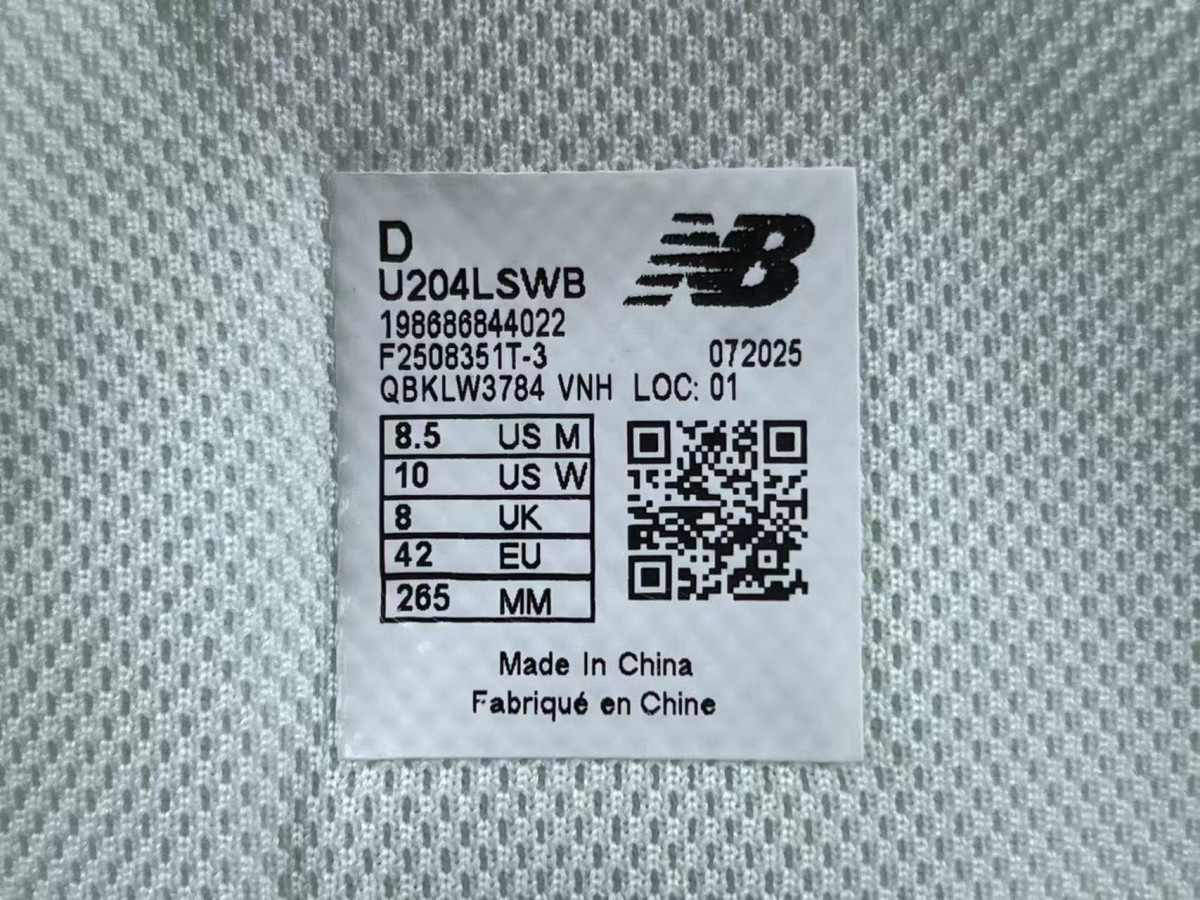 D
NB
U204LSWB
198686844022
F2508351T-3 072025
QBKLW3784 VNH LOC: 01
8.5 US M
10 US W
8 UK
42 EU
265 MM
Made In China
Fabriqué en Chine